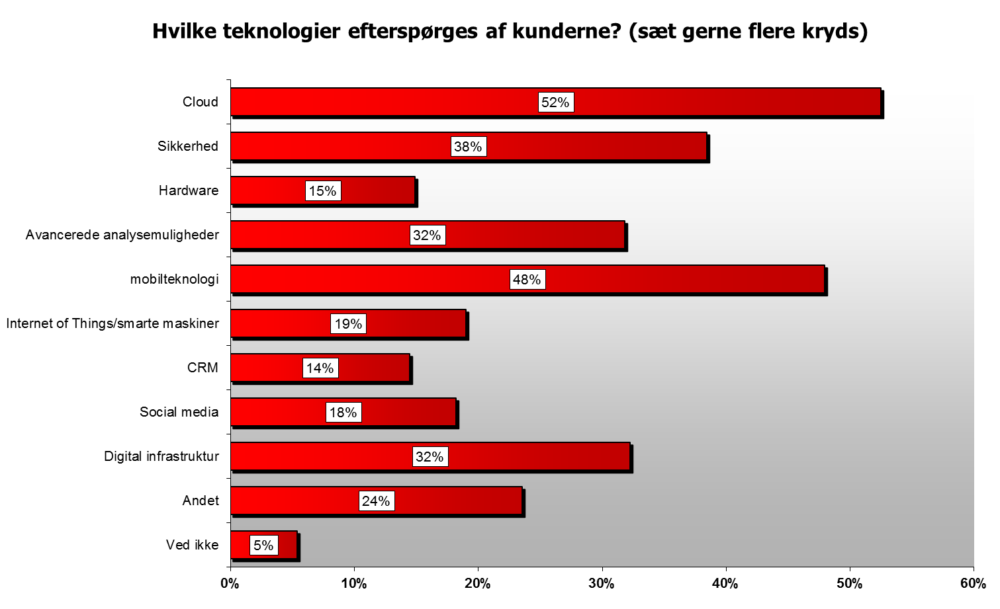 Hvilke teknologier efterspørges af kunderne? (sæt gerne flere kryds)
Cloud 52%
Sikkerhed 38%
Hardware 15%
Avancerede analysemuligheder 32%
mobilteknologi 48%
Internet of Things/smarte maskiner 19%
CRM 14%
Social media 18%
Digital infrastruktur 32%
Andet 24%
Ved ikke 5%
0% 10% 20% 30% 40% 50% 60%